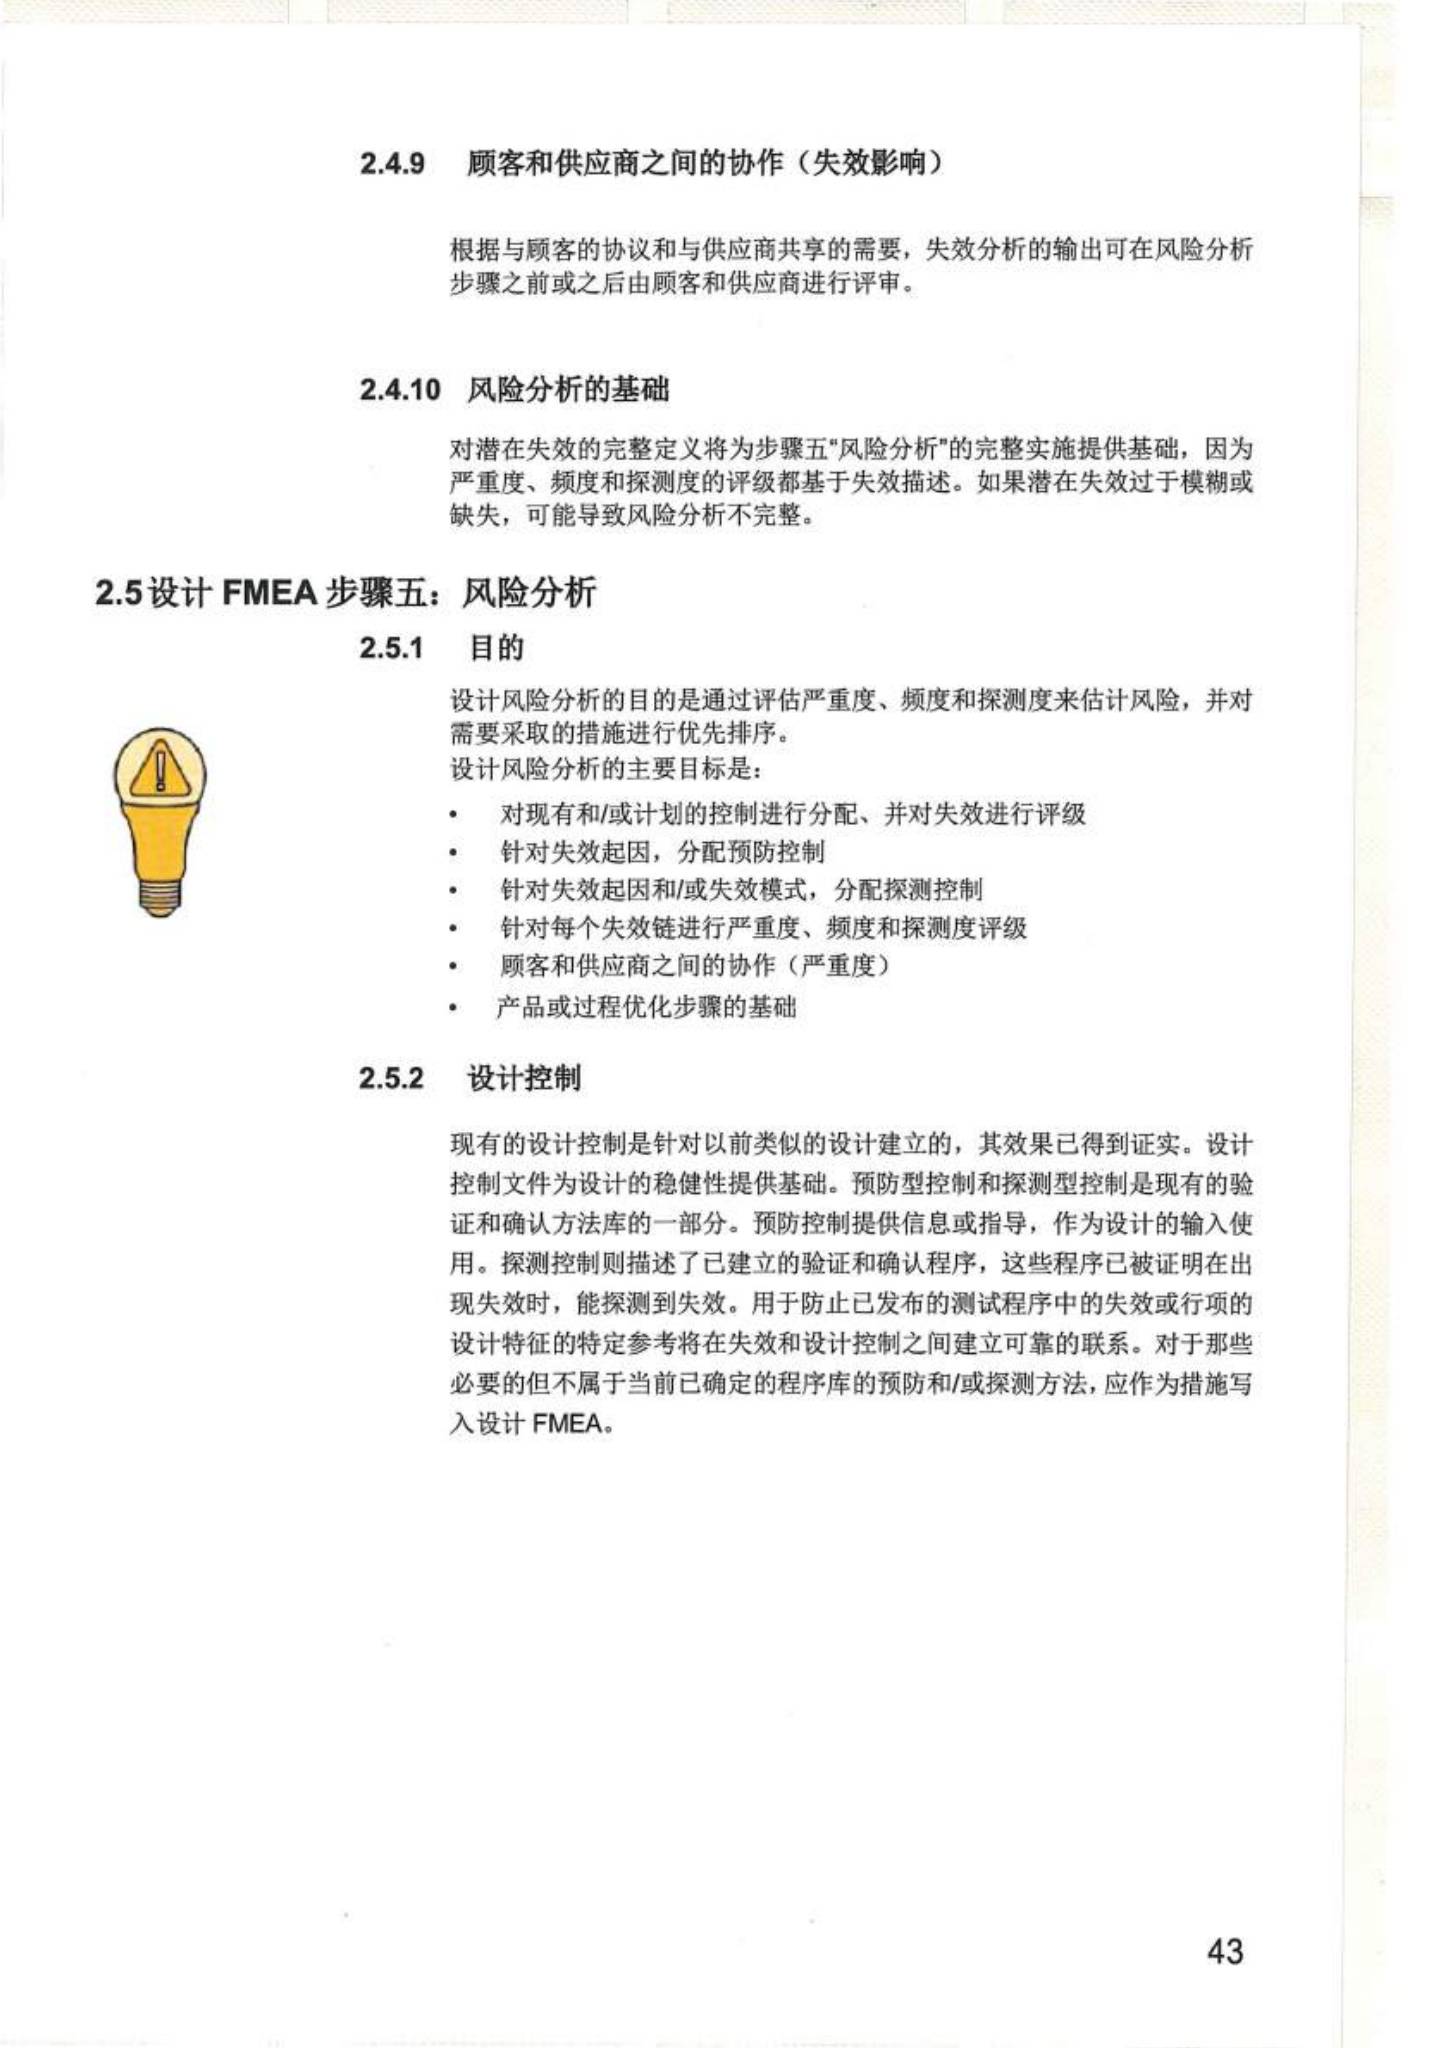 2.4.9 顾客和供应商之间的协作（失效影响）
根据与顾客的协议和与供应商共享的需要，失效分析的输出可在风险分析
步骤之前或之后由顾客和供应商进行评审。
2.4.10 风险分析的基础
对潜在失效的完整定义将为步骤五“风险分析”的完整实施提供基础，因为
严重度、频度和探测度的评级都基于失效描述。如果潜在失效过于模糊或
缺失，可能导致风险分析不完整。
2.5设计 FMEA 步骤五：风险分析
2.5.1 目的
设计风险分析的目的是通过评估严重度、频度和探测度来估计风险，并对
需要采取的措施进行优先排序。
设计风险分析的主要目标是：
• 对现有和/或计划的控制进行分配、并对失效进行评级
• 针对失效起因，分配预防控制
• 针对失效起因和/或失效模式，分配探测控制
• 针对每个失效链进行严重度、频度和探测度评级
• 顾客和供应商之间的协作（严重度）
• 产品或过程优化步骤的基础
2.5.2 设计控制
现有的设计控制是针对以前类似的设计建立的，其效果已得到证实。设计
控制文件为设计的稳健性提供基础。预防型控制和探测型控制是现有的验
证和确认方法库的一部分。预防控制提供信息或指导，作为设计的输入使
用。探测控制则描述了已建立的验证和确认程序，这些程序已被证明在出
现失效时，能探测到失效。用于防止已发布的测试程序中的失效或行项的
设计特征的特定参考将在失效和设计控制之间建立可靠的联系。对于那些
必要的但不属于当前已确定的程序库的预防和/或探测方法，应作为措施写
入设计 FMEA。
43